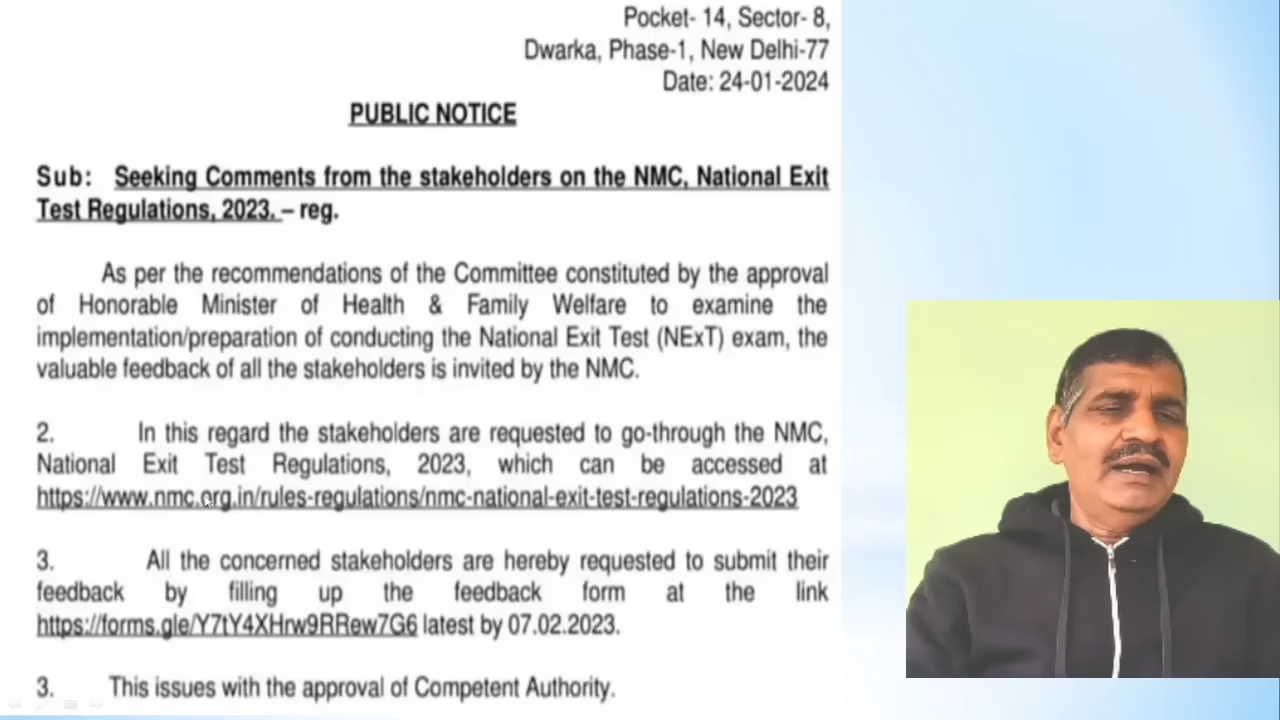 Pocket- 14, Sector- 8,
Dwarka, Phase-1, New Delhi-77
Date: 24-01-2024
PUBLIC NOTICE
Sub: Seeking Comments from the stakeholders on the NMC, National Exit
Test Regulations, 2023. – reg.
As per the recommendations of the Committee constituted by the approval
of Honorable Minister of Health & Family Welfare to examine the
implementation/preparation of conducting the National Exit Test (NExT) exam, the
valuable feedback of all the stakeholders is invited by the NMC.
2. In this regard the stakeholders are requested to go-through the NMC,
National Exit Test Regulations, 2023, which can be accessed at
https://www.nmc.org.in/rules-regulations/nmc-national-exit-test-regulations-2023
3. All the concerned stakeholders are hereby requested to submit their
feedback by filling up the feedback form at the link
https://forms.gle/Y7tY4XHrw9RRew7G6 latest by 07.02.2023.
3. This issues with the approval of Competent Authority.